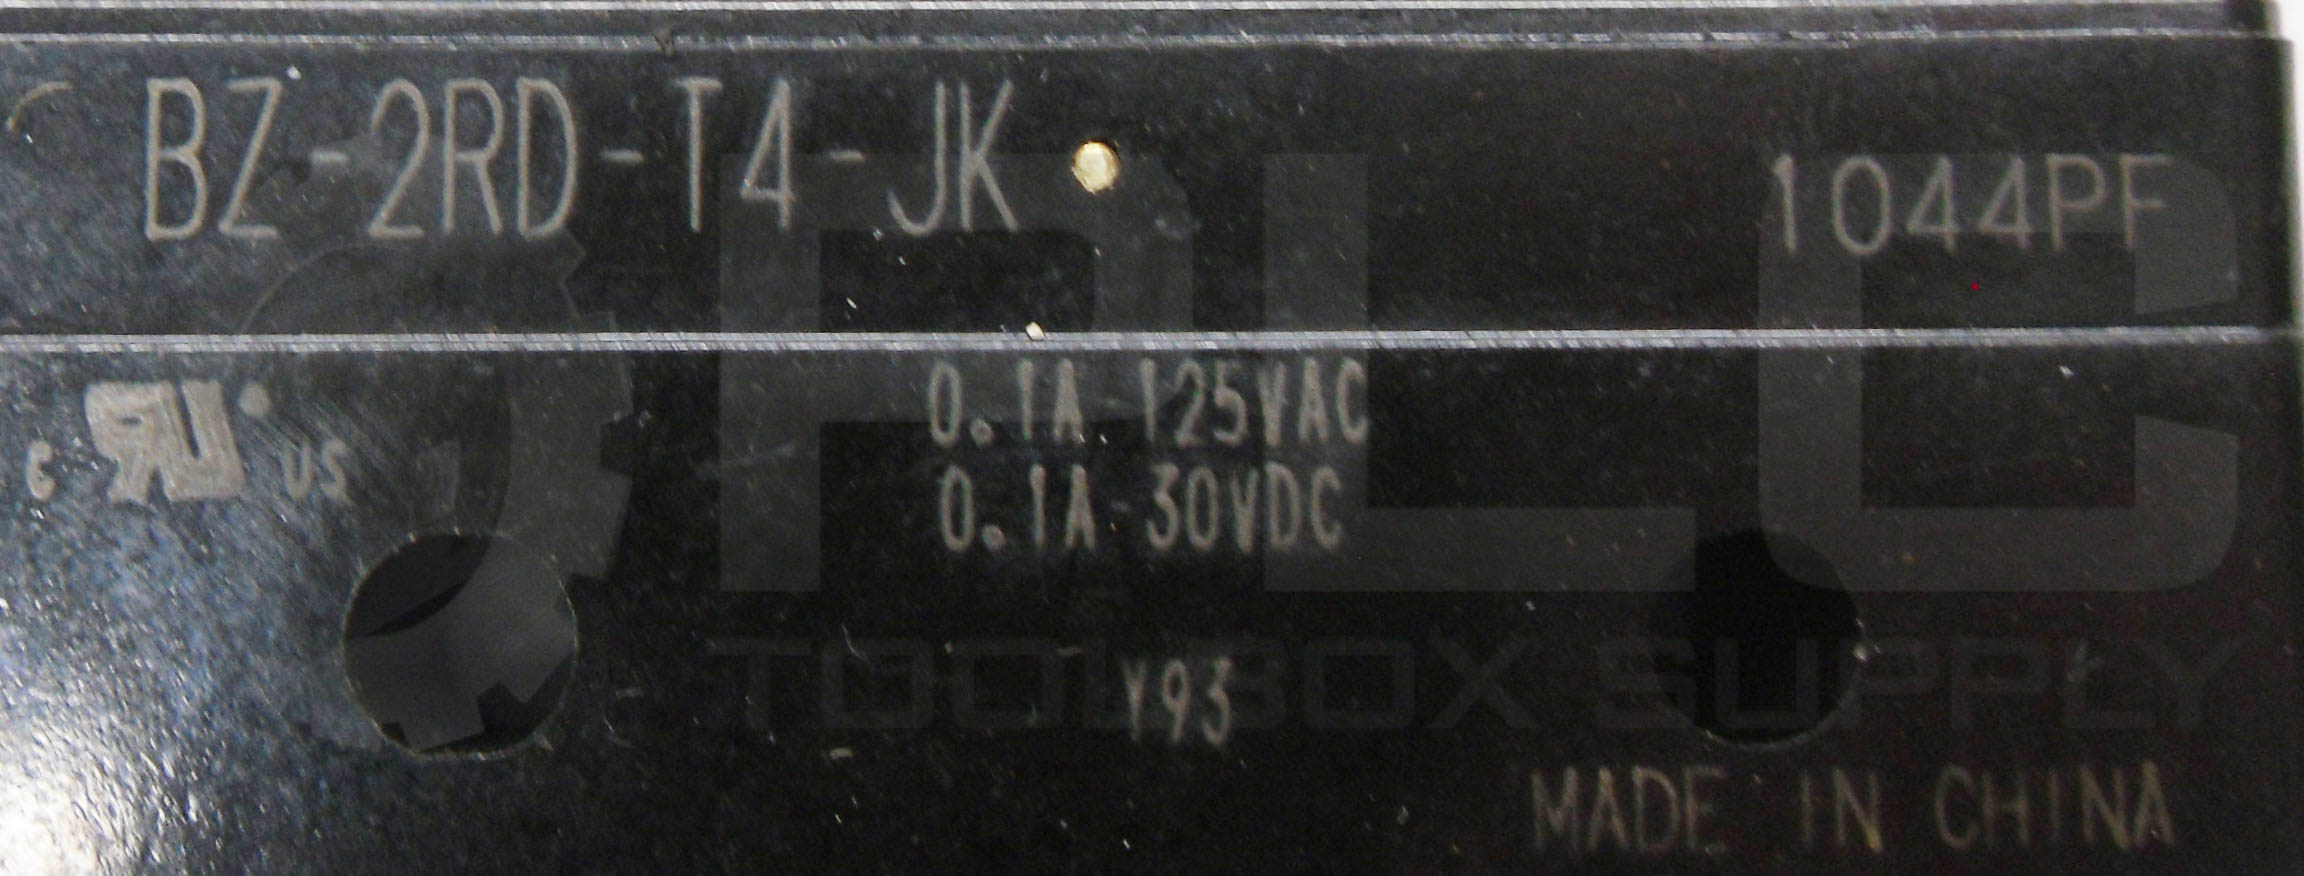 BZ-2RD-T4-JK 1044PF
0.1A 125VAC
c RU US 0.1A 30VDC
PLC
TOOLBOX SUPPLY
Y93
MADE IN CHINA